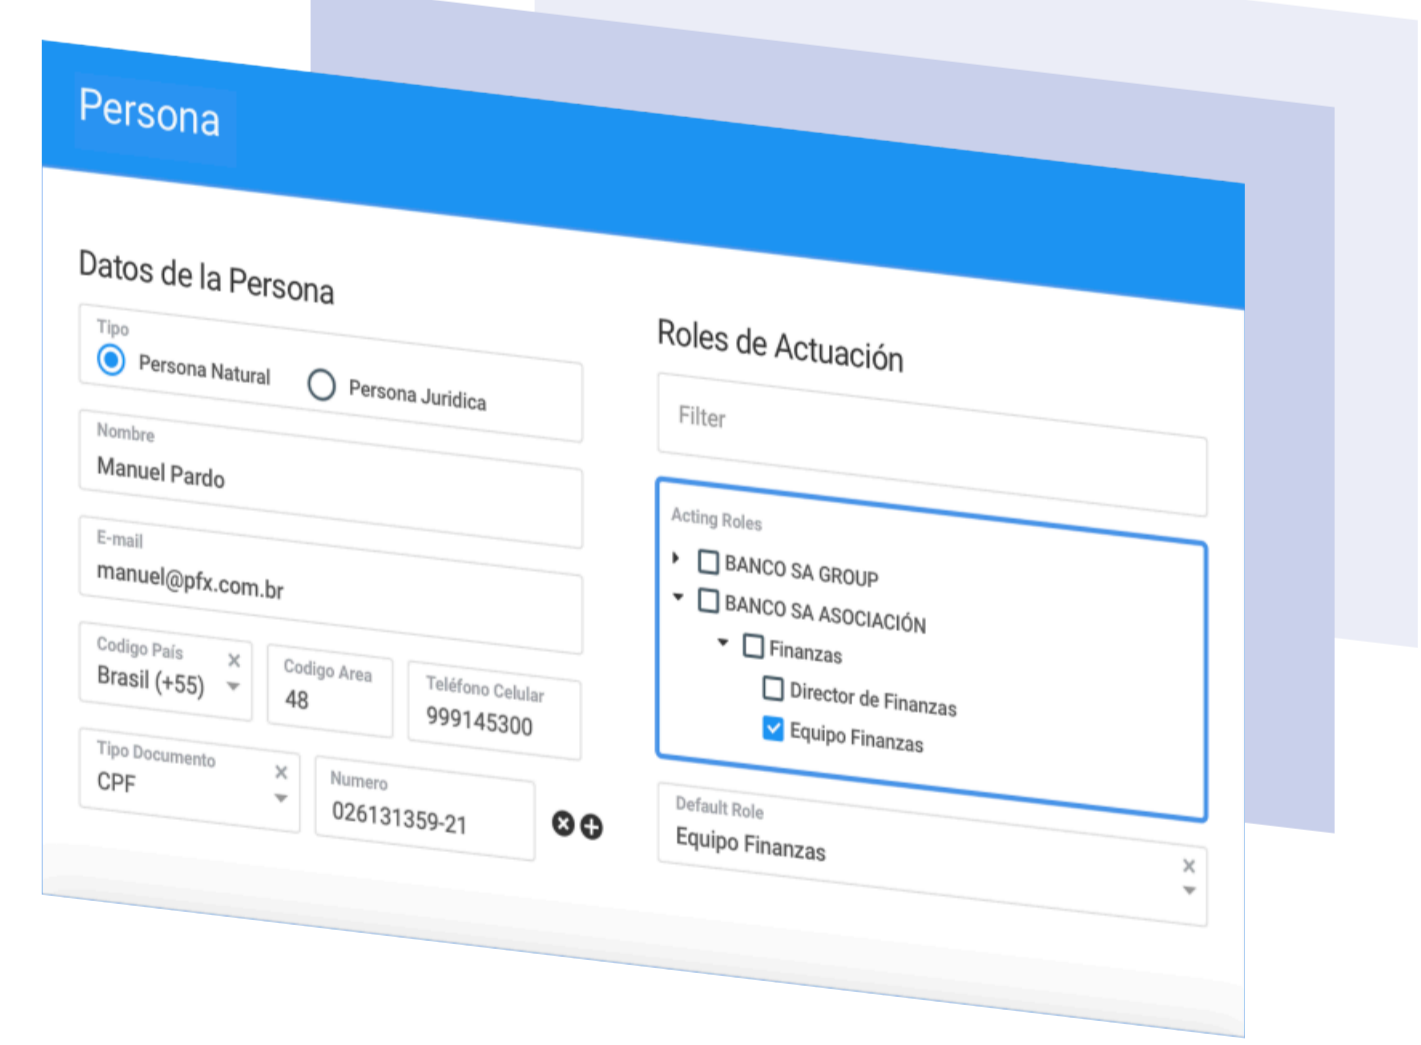 Persona
Datos de la Persona
Tipo
Persona Natural
Persona Juridica
Nombre
Manuel Pardo
E-mail
manuel@pfx.com.br
Codigo País
Brasil (+55)
Codigo Area
48
Teléfono Celular
999145300
Tipo Documento
CPF
Numero
026131359-21
Roles de Actuación
Filter
Acting Roles
BANCO SA GROUP
BANCO SA ASOCIACIÓN
Finanzas
Director de Finanzas
Equipo Finanzas
Default Role
Equipo Finanzas